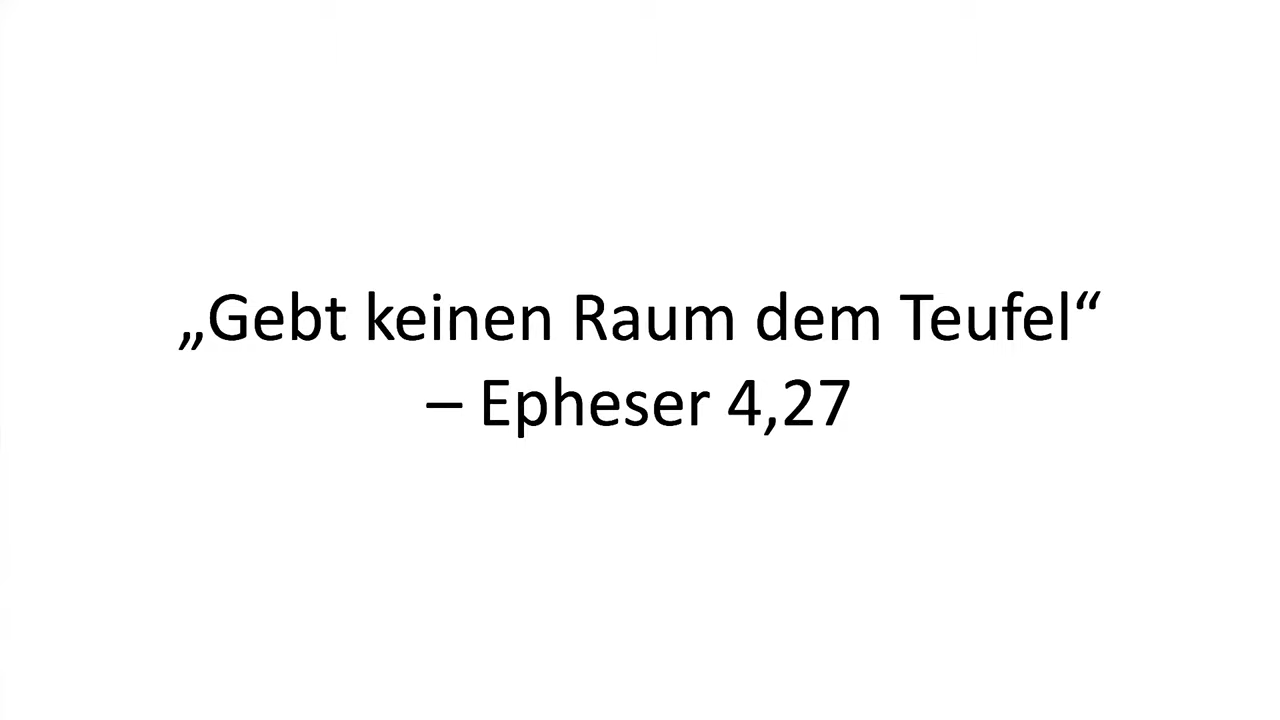 „Gebt keinen Raum dem Teufel“
– Epheser 4,27